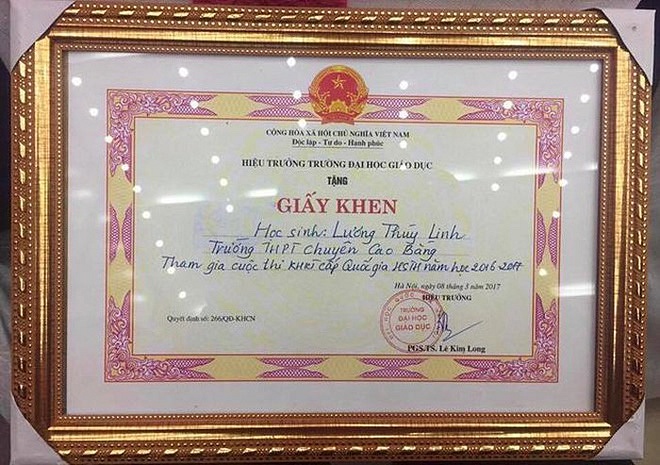 CỘNG HÒA XÃ HỘI CHỦ NGHĨA VIỆT NAM
Độc lập - Tự do - Hạnh phúc
HIỆU TRƯỞNG TRƯỜNG ĐẠI HỌC GIÁO DỤC
TẶNG
GIẤY KHEN
Học sinh: Lương Thùy Linh
Trường THPT chuyên Cao Bằng
Tham gia cuộc thi KHKT cấp Quốc gia HSTH năm học 2016 2017
Hà Nội, ngày 08 tháng 3 năm 2017
HIỆU TRƯỞNG
Quyết định số: 266/QĐ-KHCN
TRƯỜNG
ĐẠI HỌC
GIÁO DỤC
PGS.TS. Lê Kim Long